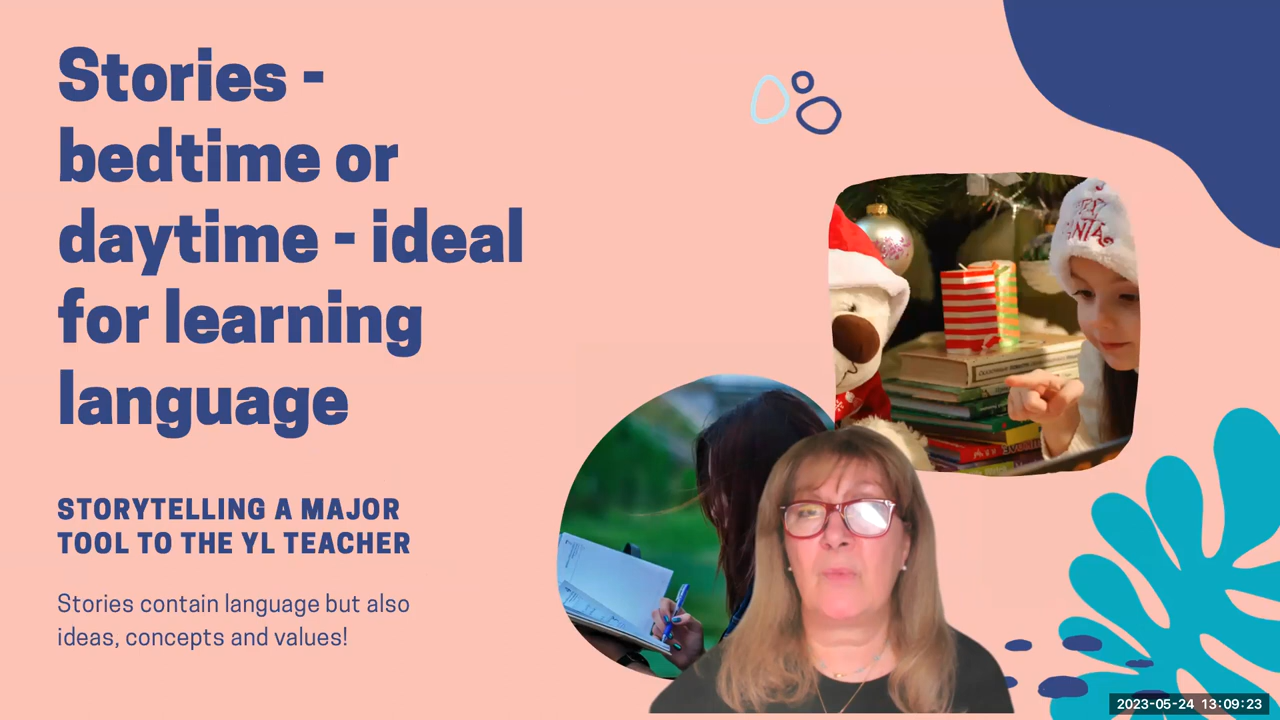 Stories -
bedtime or
daytime - ideal
for learning
language
STORYTELLING A MAJOR
TOOL TO THE YL TEACHER
Stories contain language but also
ideas, concepts and values!
2023-05-24 13:09:23